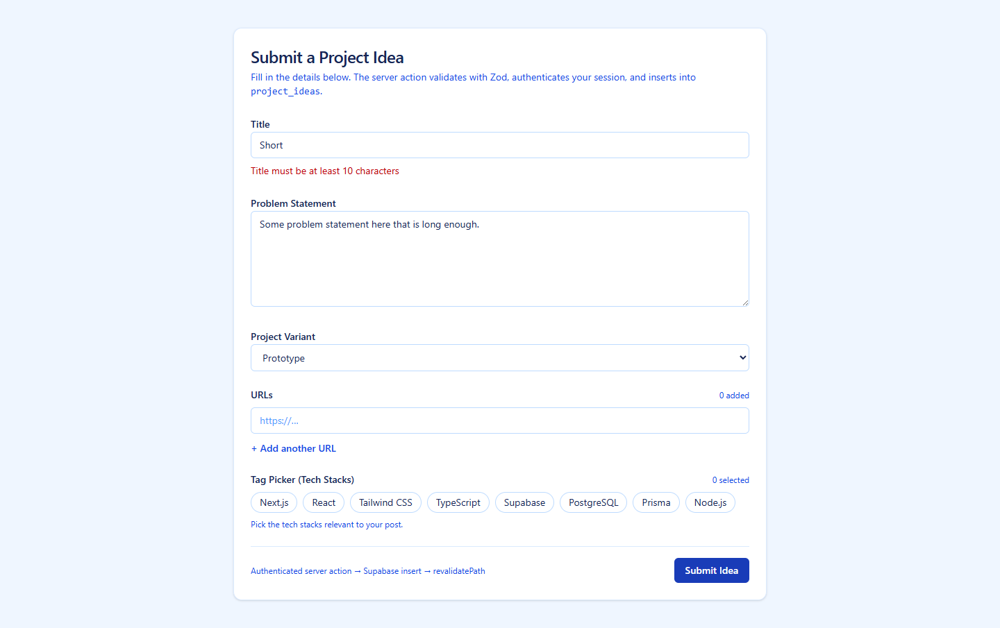 Submit a Project Idea
Fill in the details below. The server action validates with Zod, authenticates your session, and inserts into
project_ideas.
Title
Short
Title must be at least 10 characters
Problem Statement
Some problem statement here that is long enough.
Project Variant
Prototype
URLs 0 added
https://...
+ Add another URL
Tag Picker (Tech Stacks) 0 selected
Next.js React Tailwind CSS TypeScript Supabase PostgreSQL Prisma Node.js
Pick the tech stacks relevant to your post.
Authenticated server action → Supabase insert → revalidatePath Submit Idea